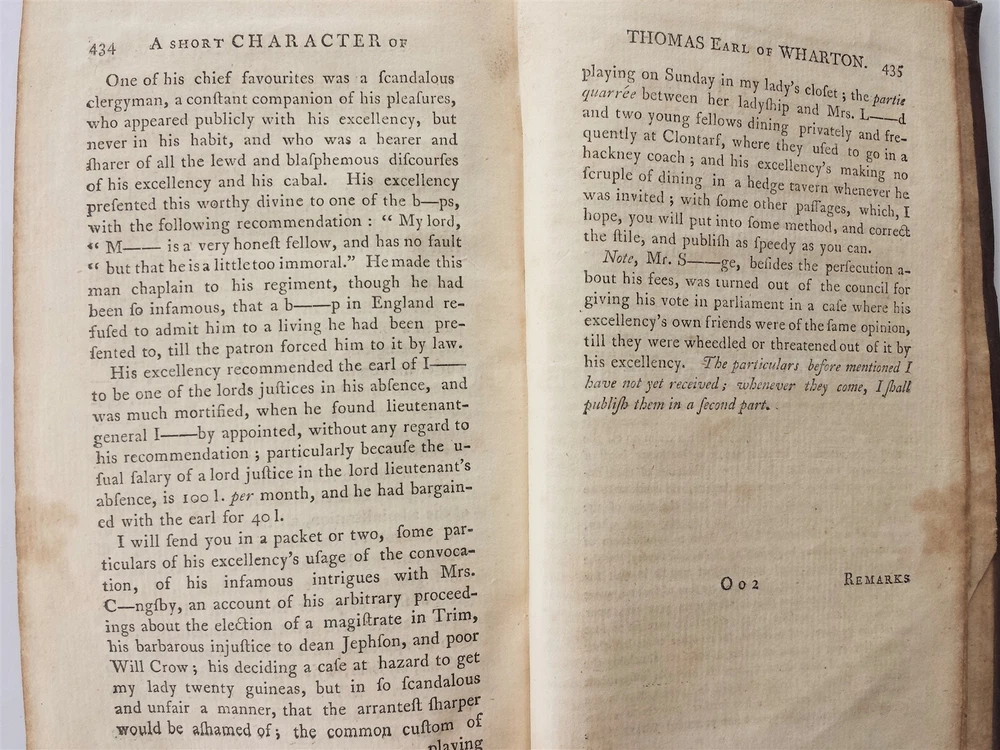 434 A SHORT CHARACTER OF
One of his chief favourites was a ſcandalous
clergyman, a conſtant companion of his pleaſures,
who appeared publicly with his excellency, but
never in his habit, and who was a hearer and
ſharer of all the lewd and blaſphemous diſcourſes
of his excellency and his cabal. His excellency
preſented this worthy divine to one of the b—ps,
with the following recommendation : “ My lord,
“ M—— is a very honeſt fellow, and has no fault
“ but that he is a little too immoral.” He made this
man chaplain to his regiment, though he had
been ſo infamous, that a b——p in England re-
fuſed to admit him to a living he had been pre-
ſented to, till the patron forced him to it by law.
His excellency recommended the earl of I——
to be one of the lords juſtices in his abſence, and
was much mortified, when he found lieutenant-
general I——by appointed, without any regard to
his recommendation ; particularly becauſe the u-
ſual ſalary of a lord juſtice in the lord lieutenant’s
abſence, is 100 l. per month, and he had bargain-
ed with the earl for 40 l.
I will ſend you in a packet or two, ſome par-
ticulars of his excellency’s uſage of the convoca-
tion, of his infamous intrigues with Mrs.
C—ngſby, an account of his arbitrary proceed-
ings about the election of a magiſtrate in Trim,
his barbarous injuſtice to dean Jephſon, and poor
Will Crow ; his deciding a caſe at hazard to get
my lady twenty guineas, but in ſo ſcandalous
and unfair a manner, that the arranteſt ſharper
would be aſhamed of ; the common cuſtom of
playing
THOMAS EARL OF WHARTON. 435
playing on Sunday in my lady’s cloſet ; the partie
quarrée between her ladyſhip and Mrs. L——d
and two young fellows dining privately and fre-
quently at Clontarf, where they uſed to go in a
hackney coach ; and his excellency’s making no
ſcruple of dining in a hedge tavern whenever he
was invited ; with ſome other paſſages, which, I
hope, you will put into ſome method, and correct
the ſtile, and publiſh as ſpeedy as you can.
Note, Mr. S——ge, beſides the perſecution a-
bout his fees, was turned out of the council for
giving his vote in parliament in a caſe where his
excellency’s own friends were of the ſame opinion,
till they were wheedled or threatened out of it by
his excellency. The particulars before mentioned I
have not yet received ; whenever they come, I ſhall
publiſh them in a ſecond part.
O o 2 REMARKS